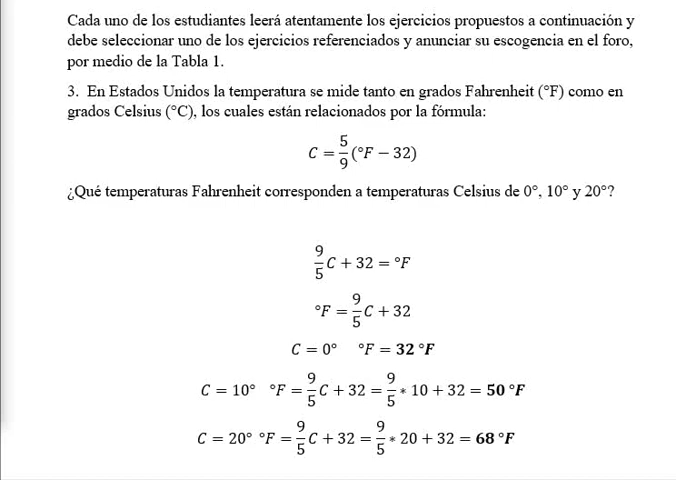 Cada uno de los estudiantes leerá atentamente los ejercicios propuestos a continuación y
debe seleccionar uno de los ejercicios referenciados y anunciar su escogencia en el foro,
por medio de la Tabla 1.
3. En Estados Unidos la temperatura se mide tanto en grados Fahrenheit (°F) como en
grados Celsius (°C), los cuales están relacionados por la fórmula:
C = 5/9 (°F − 32)
¿Qué temperaturas Fahrenheit corresponden a temperaturas Celsius de 0°, 10° y 20°?
9/5 C + 32 = °F
°F = 9/5 C + 32
C = 0° °F = 32 °F
C = 10° °F = 9/5 C + 32 = 9/5 * 10 + 32 = 50 °F
C = 20° °F = 9/5 C + 32 = 9/5 * 20 + 32 = 68 °F